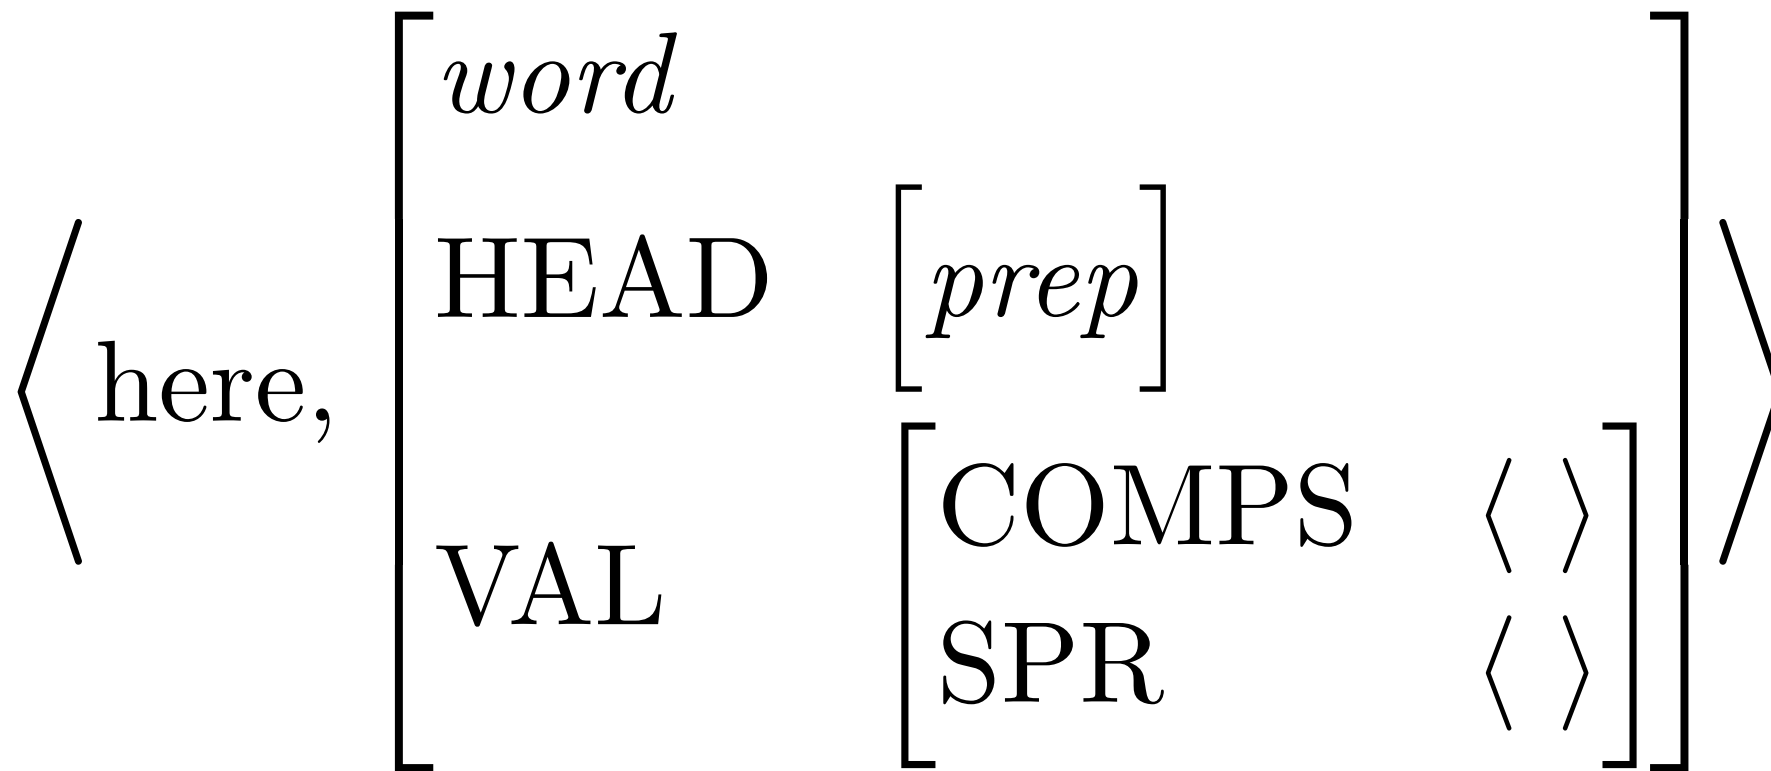 word
HEAD [prep]
⟨here,
COMPS ⟨ ⟩
VAL
SPR ⟨ ⟩⟩